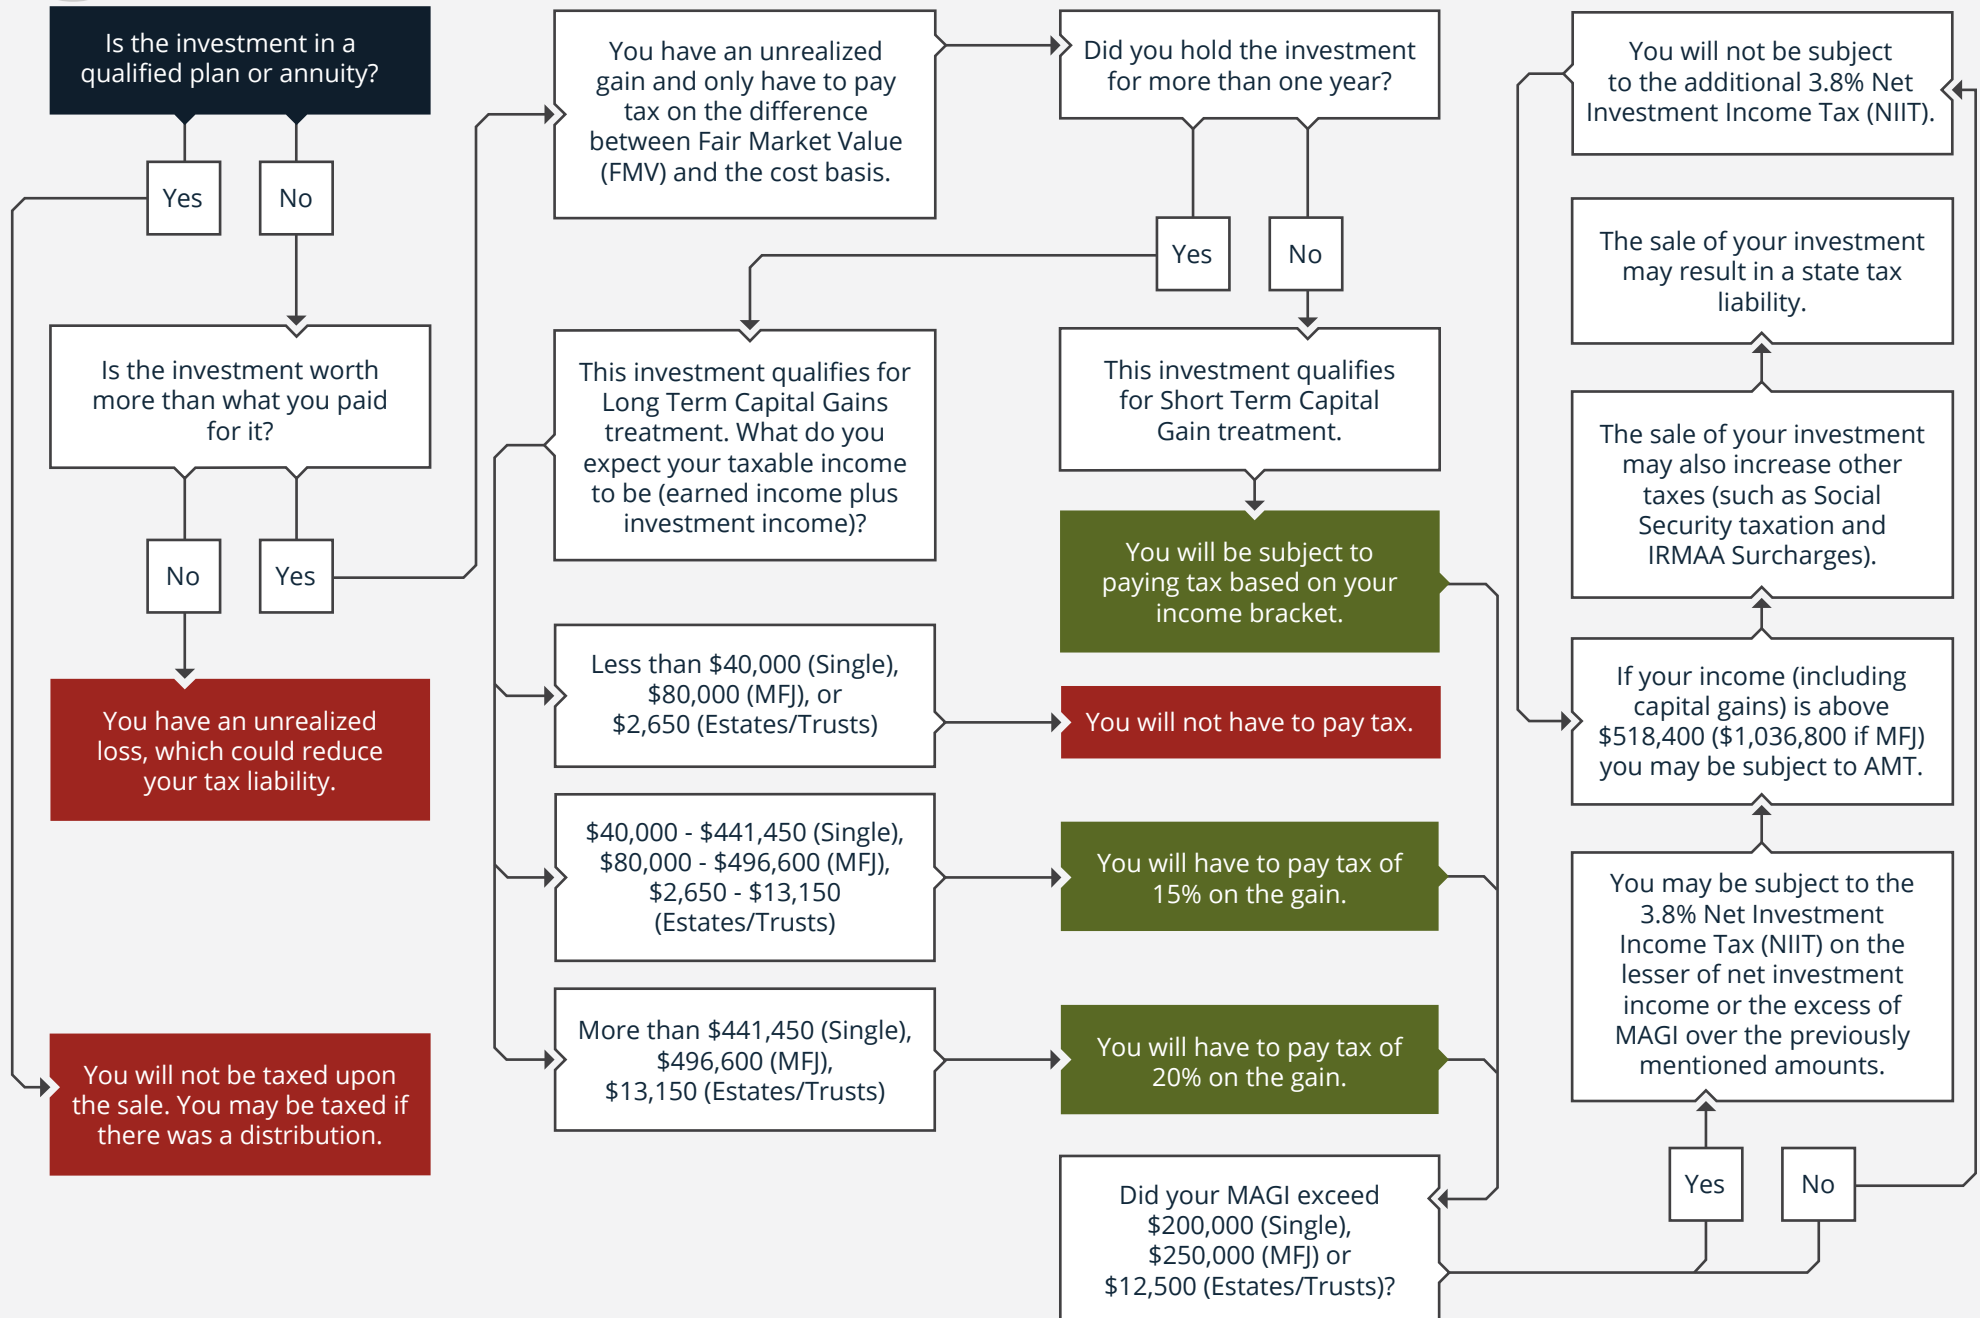 Is the investment in a
qualified plan or annuity?
Yes
No
Is the investment worth
more than what you paid
for it?
No
Yes
You have an unrealized
loss, which could reduce
your tax liability.
You will not be taxed upon
the sale. You may be taxed if
there was a distribution.
You have an unrealized
gain and only have to pay
tax on the difference
between Fair Market Value
(FMV) and the cost basis.
Did you hold the investment
for more than one year?
Yes
No
This investment qualifies for
Long Term Capital Gains
treatment. What do you
expect your taxable income
to be (earned income plus
investment income)?
This investment qualifies
for Short Term Capital
Gain treatment.
You will be subject to
paying tax based on your
income bracket.
Less than $40,000 (Single),
$80,000 (MFJ), or
$2,650 (Estates/Trusts)
You will not have to pay tax.
$40,000 - $441,450 (Single),
$80,000 - $496,600 (MFJ),
$2,650 - $13,150
(Estates/Trusts)
You will have to pay tax of
15% on the gain.
More than $441,450 (Single),
$496,600 (MFJ),
$13,150 (Estates/Trusts)
You will have to pay tax of
20% on the gain.
Did your MAGI exceed
$200,000 (Single),
$250,000 (MFJ) or
$12,500 (Estates/Trusts)?
Yes
No
You will not be subject
to the additional 3.8% Net
Investment Income Tax (NIIT).
The sale of your investment
may result in a state tax
liability.
The sale of your investment
may also increase other
taxes (such as Social
Security taxation and
IRMAA Surcharges).
If your income (including
capital gains) is above
$518,400 ($1,036,800 if MFJ)
you may be subject to AMT.
You may be subject to the
3.8% Net Investment
Income Tax (NIIT) on the
lesser of net investment
income or the excess of
MAGI over the previously
mentioned amounts.